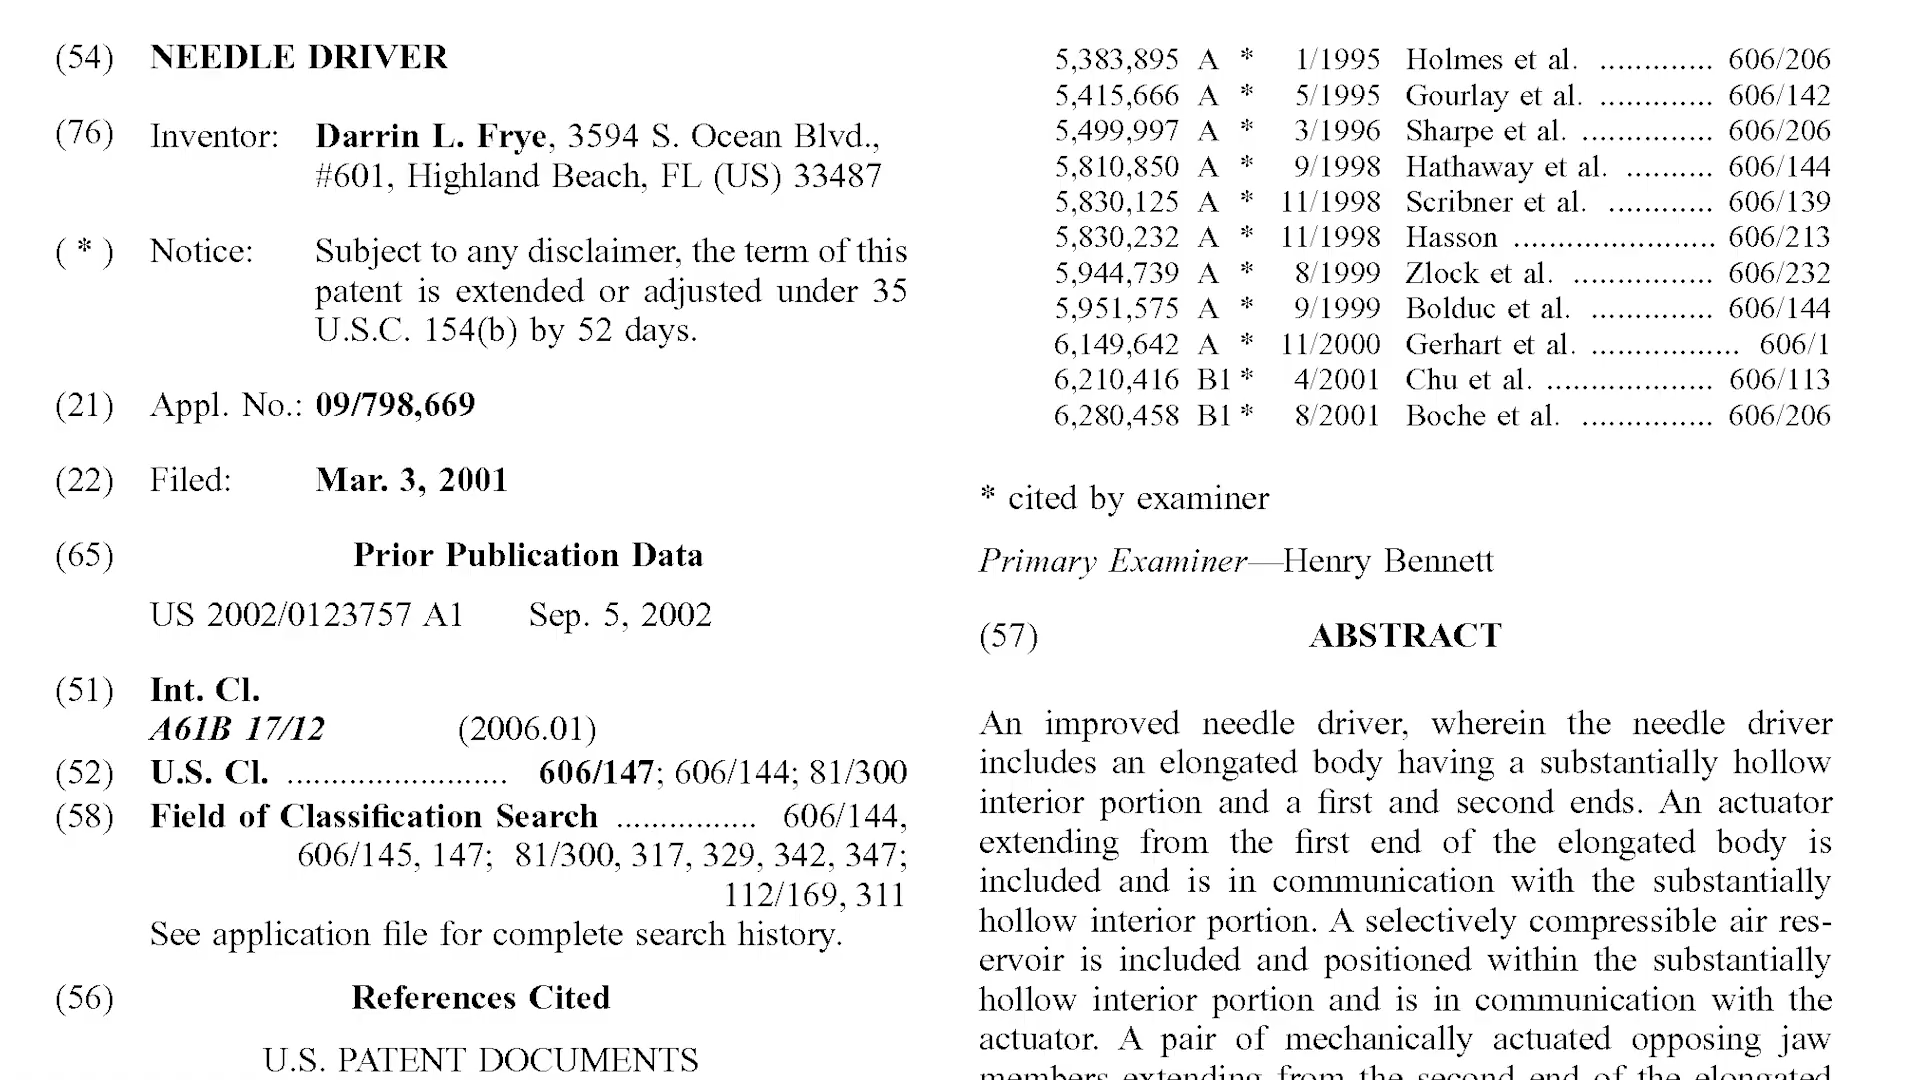 (54) NEEDLE DRIVER
(76) Inventor: Darrin L. Frye, 3594 S. Ocean Blvd.,
#601, Highland Beach, FL (US) 33487
( * ) Notice: Subject to any disclaimer, the term of this
patent is extended or adjusted under 35
U.S.C. 154(b) by 52 days.
(21) Appl. No.: 09/798,669
(22) Filed: Mar. 3, 2001
(65) Prior Publication Data
US 2002/0123757 A1 Sep. 5, 2002
(51) Int. Cl.
A61B 17/12 (2006.01)
(52) U.S. Cl. ......................... 606/147; 606/144; 81/300
(58) Field of Classification Search ................ 606/144,
606/145, 147; 81/300, 317, 329, 342, 347;
112/169, 311
See application file for complete search history.
(56) References Cited
U.S. PATENT DOCUMENTS
5,383,895 A * 1/1995 Holmes et al. ............. 606/206
5,415,666 A * 5/1995 Gourlay et al. ............. 606/142
5,499,997 A * 3/1996 Sharpe et al. ............... 606/206
5,810,850 A * 9/1998 Hathaway et al. .......... 606/144
5,830,125 A * 11/1998 Scribner et al. ............ 606/139
5,830,232 A * 11/1998 Hasson ....................... 606/213
5,944,739 A * 8/1999 Zlock et al. ................ 606/232
5,951,575 A * 9/1999 Bolduc et al. .............. 606/144
6,149,642 A * 11/2000 Gerhart et al. ................. 606/1
6,210,416 B1 * 4/2001 Chu et al. ................... 606/113
6,280,458 B1 * 8/2001 Boche et al. ............... 606/206
* cited by examiner
Primary Examiner—Henry Bennett
(57) ABSTRACT
An improved needle driver, wherein the needle driver
includes an elongated body having a substantially hollow
interior portion and a first and second ends. An actuator
extending from the first end of the elongated body is
included and is in communication with the substantially
hollow interior portion. A selectively compressible air res-
ervoir is included and positioned within the substantially
hollow interior portion and is in communication with the
actuator. A pair of mechanically actuated opposing jaw
members extending from the second end of the elongated